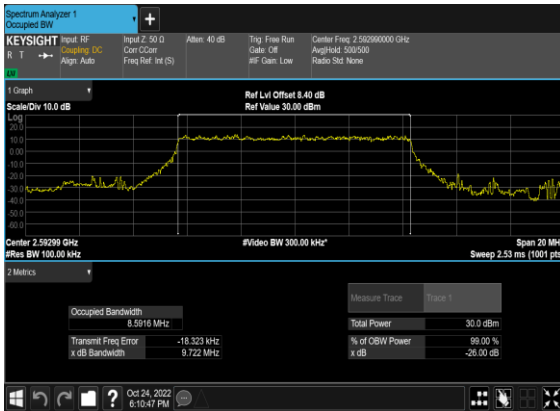 Spectrum Analyzer 1
Occupied BW
KEYSIGHT
R T
LW
Input: RF
Coupling: DC
Align: Auto
Input Z: 50 Ω
Corr CCorr
Freq Ref: Int (S)
Atten: 40 dB
Trig: Free Run
Gate: Off
#IF Gain: Low
Center Freq: 2.592990000 GHz
Avg|Hold: 500/500
Radio Std: None
1 Graph
Scale/Div 10.0 dB
Ref Lvl Offset 8.40 dB
Ref Value 30.00 dBm
Log
20.0
10.0
0.00
-10.0
-20.0
-30.0
-40.0
-50.0
-60.0
Center 2.59299 GHz
#Res BW 100.00 kHz
#Video BW 300.00 kHz*
Span 20 MH
Sweep 2.53 ms (1001 pts
2 Metrics
Measure Trace
Trace 1
Occupied Bandwidth
8.5916 MHz
Total Power
30.0 dBm
Transmit Freq Error
-18.323 kHz
% of OBW Power
99.00 %
x dB Bandwidth
9.722 MHz
x dB
-26.00 dB
?
Oct 24, 2022
6:10:47 PM